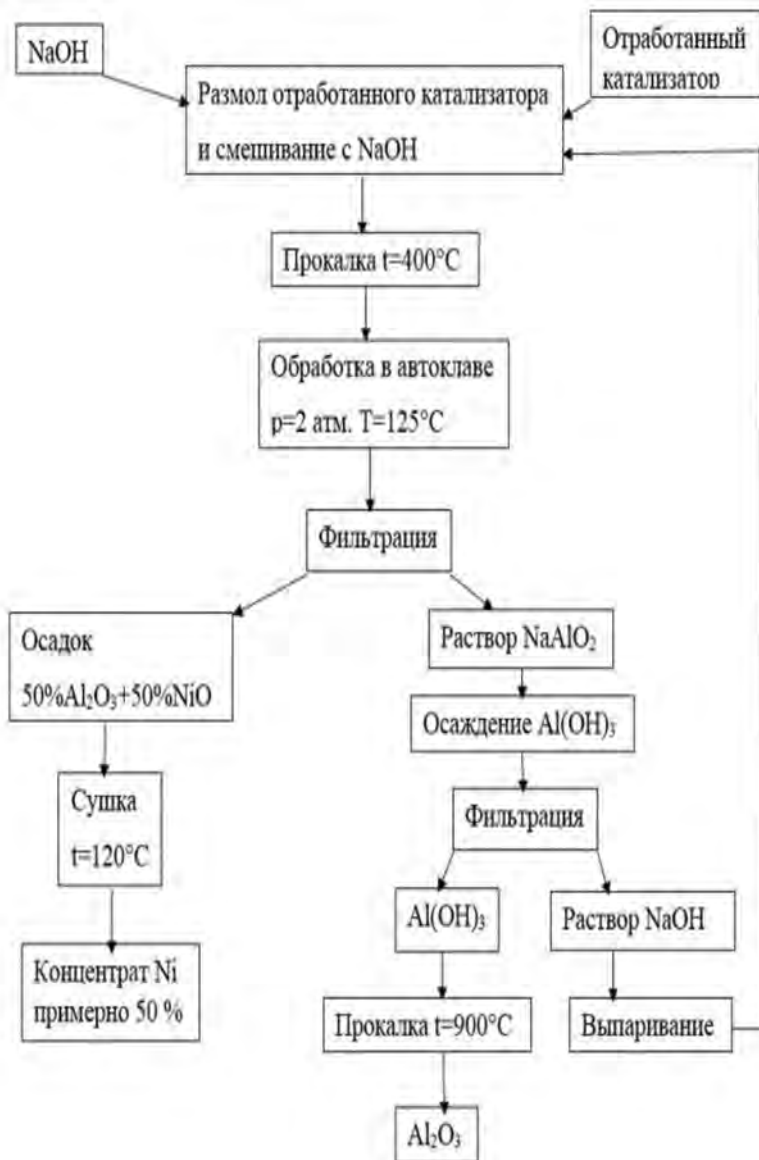 NaOH
Отработанный
катализатор
Размол отработанного катализатора
и смешивание с NaOH
Прокалка t=400°C
Обработка в автоклаве
p=2 атм. T=125°C
Фильтрация
Осадок
50%Al₂O₃+50%NiO
Раствор NaAlO₂
Осаждение Al(OH)₃
Сушка
t=120°C
Фильтрация
Al(OH)₃
Раствор NaOH
Концентрат Ni
примерно 50 %
Прокалка t=900°C
Выпаривание
Al₂O₃